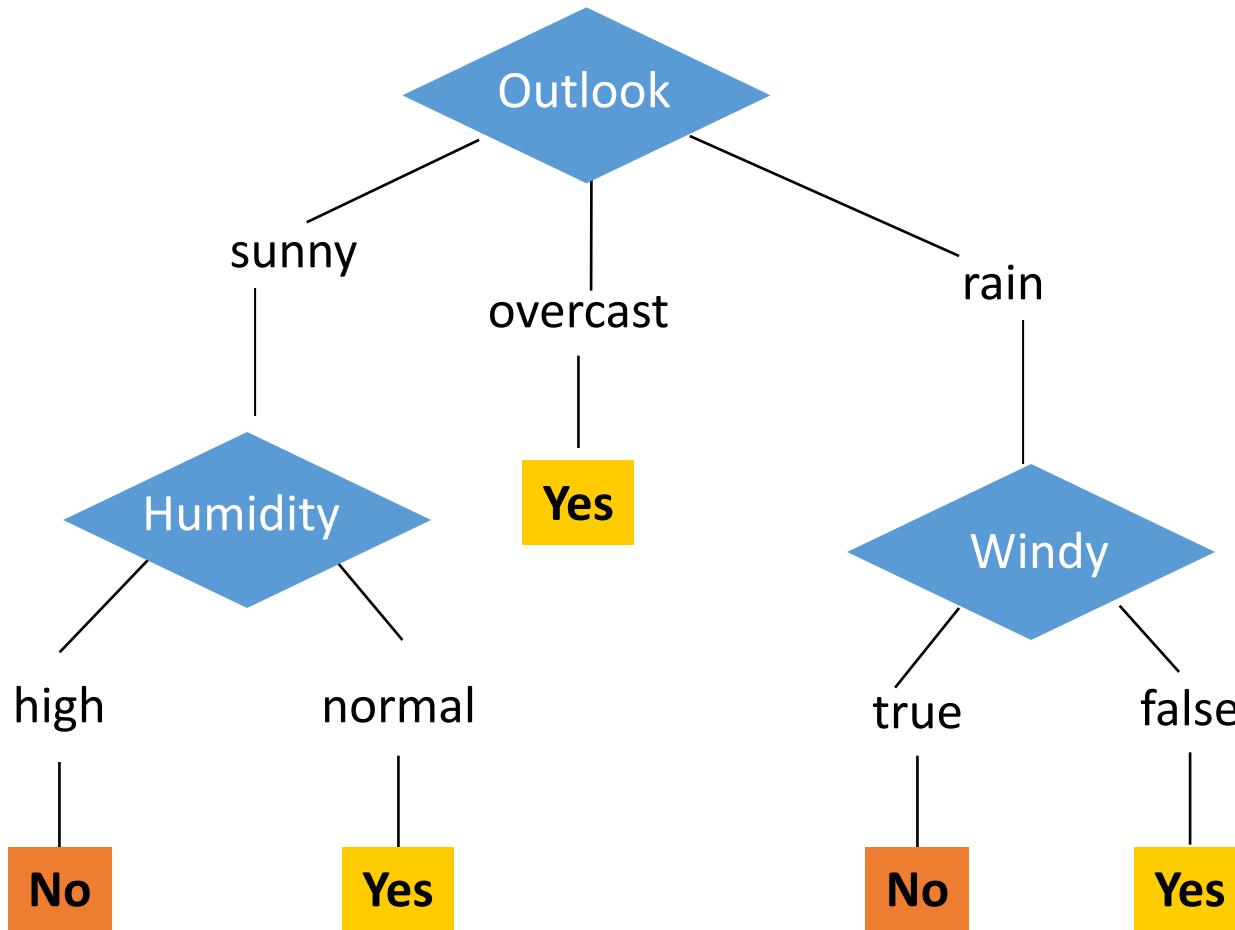 Outlook
sunny
overcast
rain
Yes
Humidity
Windy
high
normal
true
false
No
Yes
No
Yes